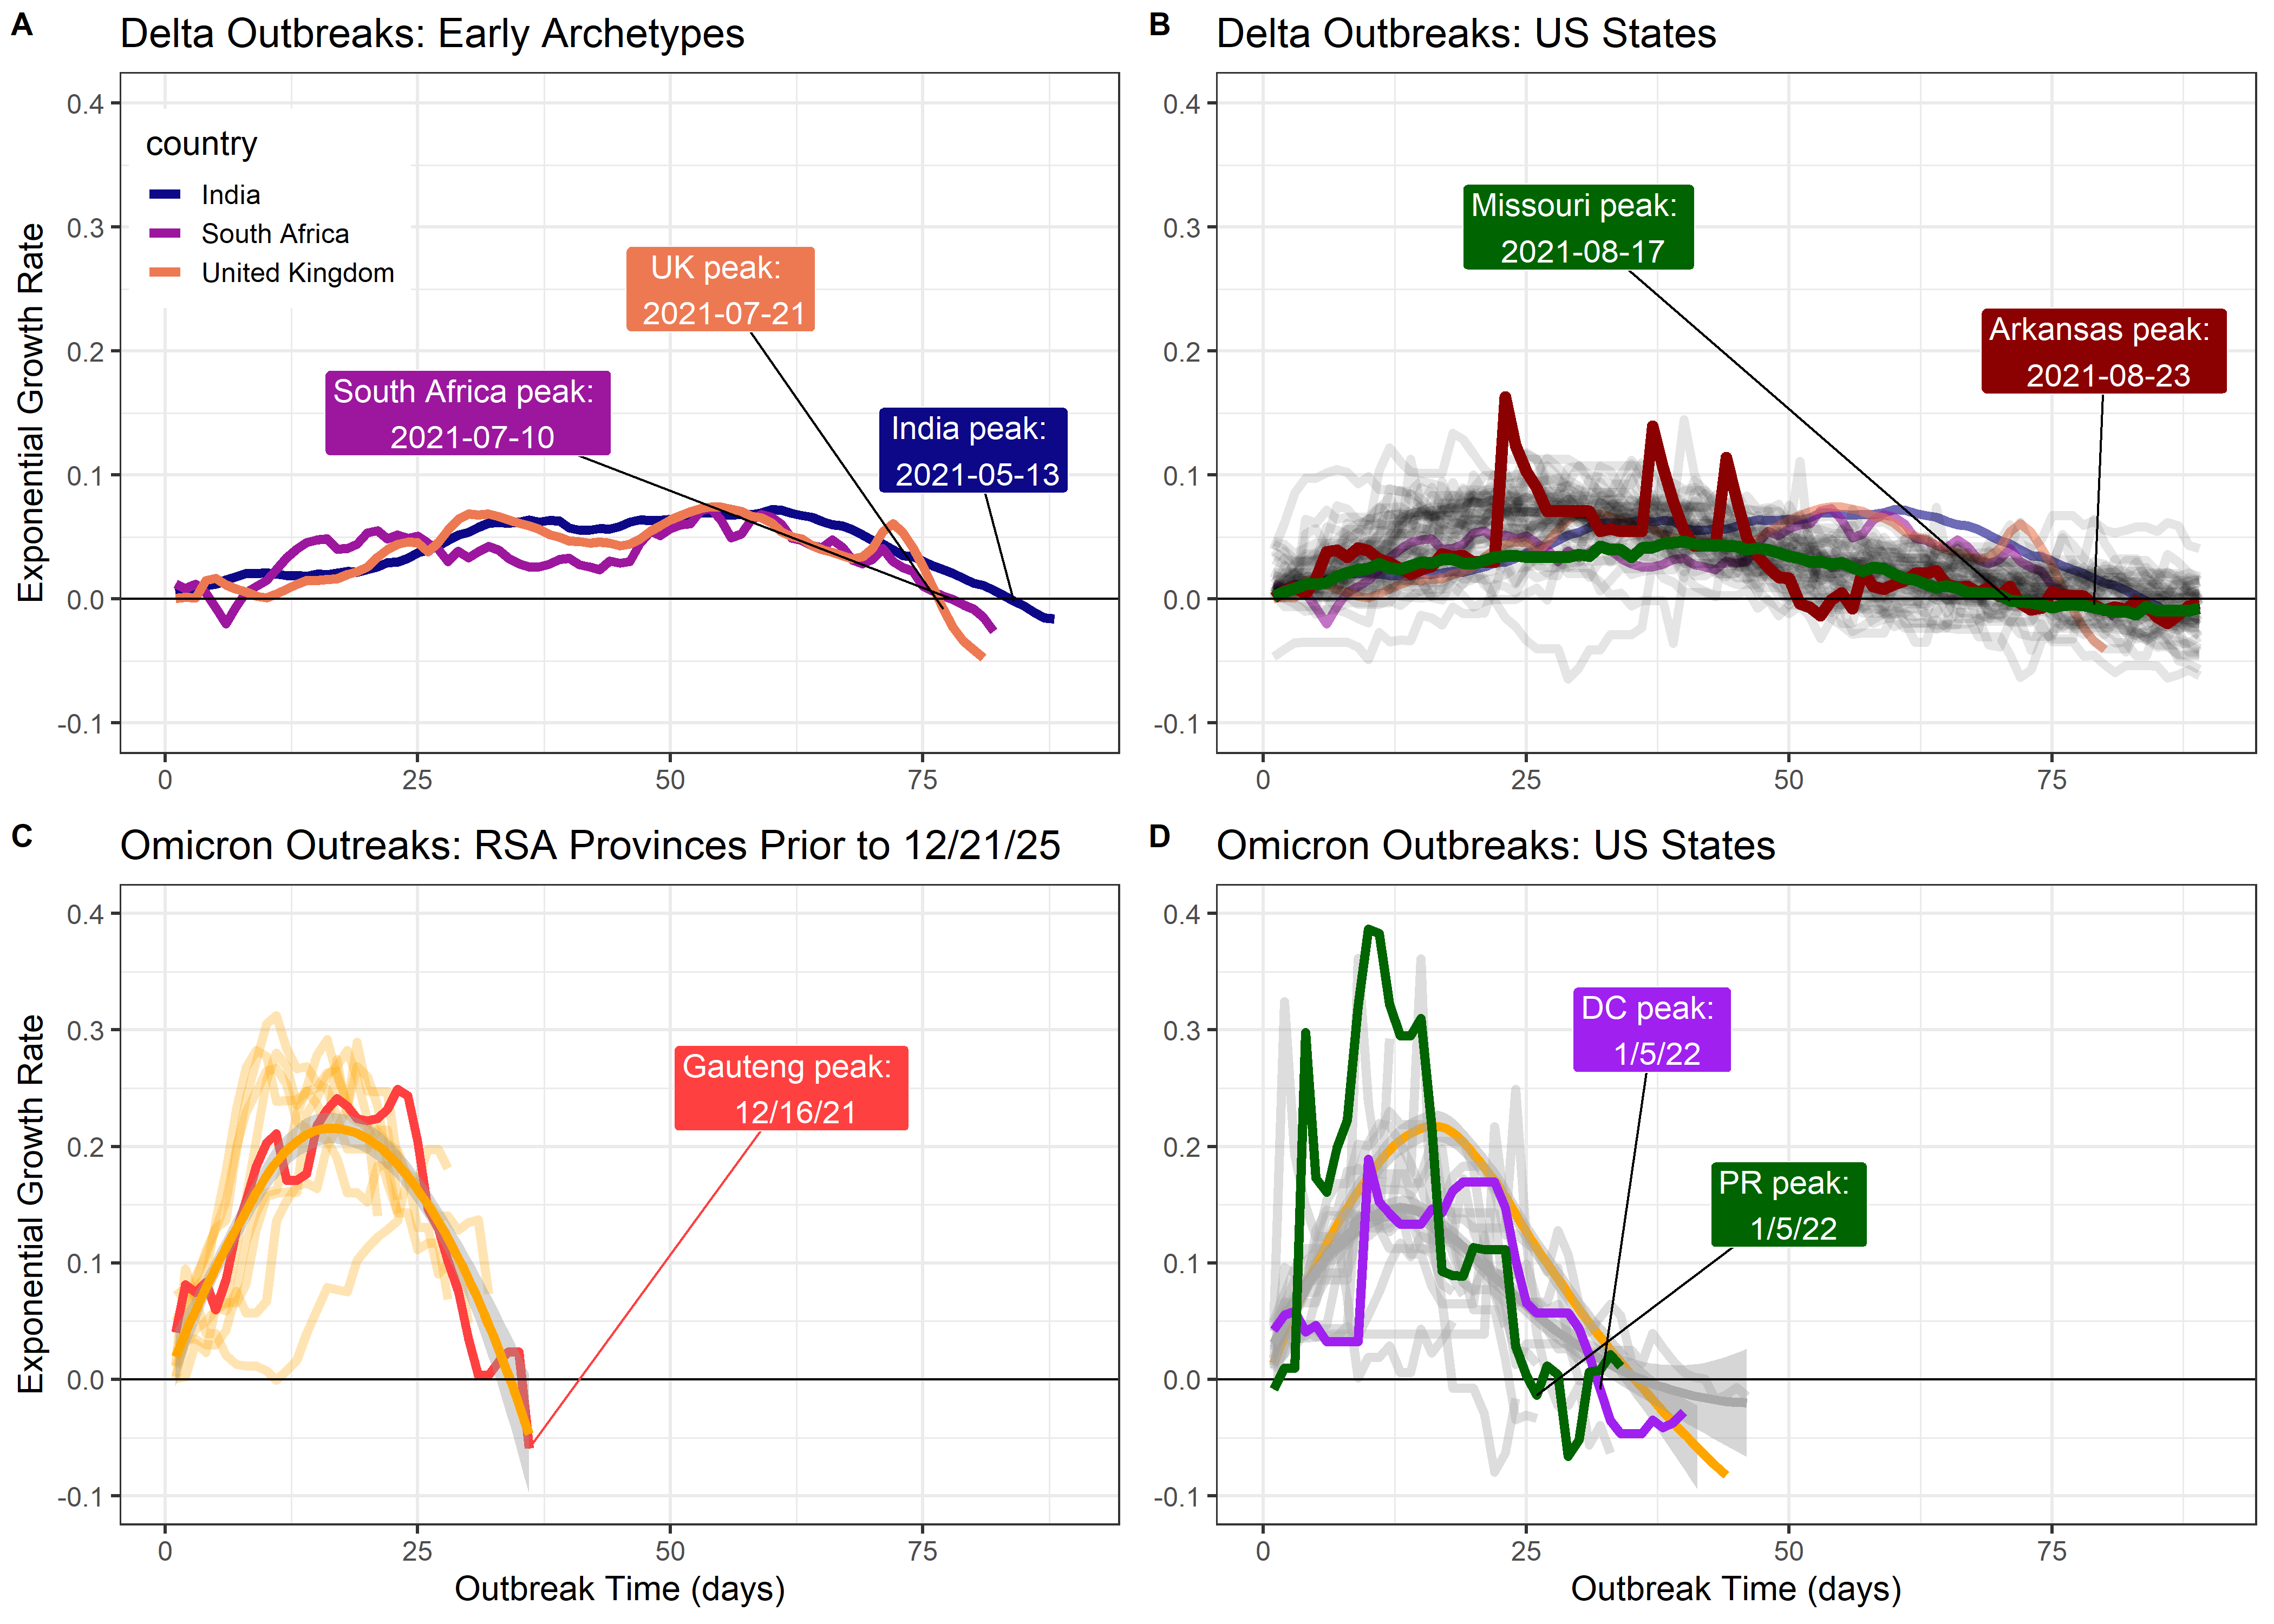 A
Delta Outbreaks: Early Archetypes
Exponential Growth Rate
0.4
0.3
0.2
0.1
0.0
-0.1
country
India
South Africa
United Kingdom
UK peak:
2021-07-21
South Africa peak:
2021-07-10
India peak:
2021-05-13
0
25
50
75
B
Delta Outbreaks: US States
0.4
0.3
0.2
0.1
0.0
-0.1
Missouri peak:
2021-08-17
Arkansas peak:
2021-08-23
0
25
50
75
C
Omicron Outreaks: RSA Provinces Prior to 12/21/25
Exponential Growth Rate
0.4
0.3
0.2
0.1
0.0
-0.1
Gauteng peak:
12/16/21
0
25
50
75
Outbreak Time (days)
D
Omicron Outbreaks: US States
0.4
0.3
0.2
0.1
0.0
-0.1
DC peak:
1/5/22
PR peak:
1/5/22
0
25
50
75
Outbreak Time (days)